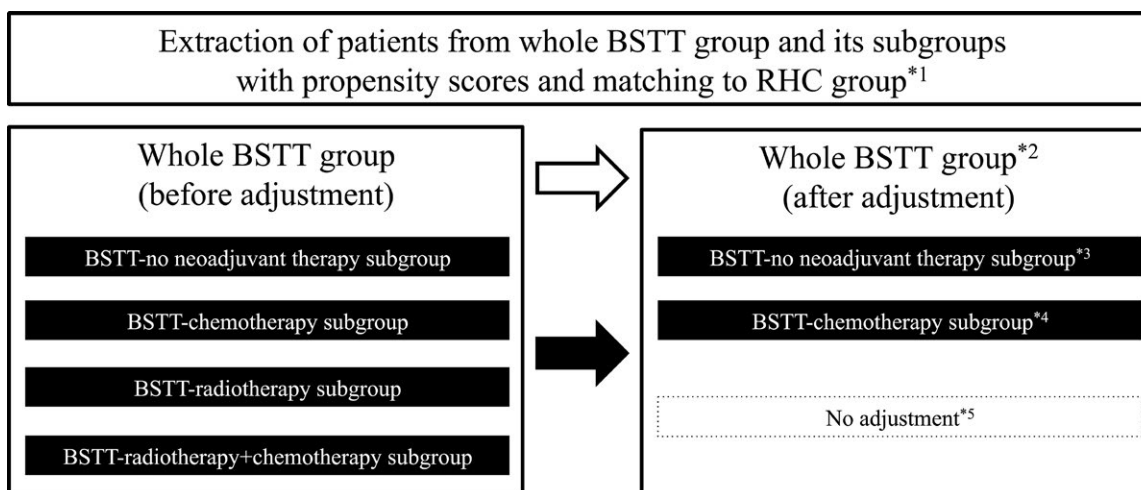 Extraction of patients from whole BSTT group and its subgroups
with propensity scores and matching to RHC group*1
Whole BSTT group
(before adjustment)
BSTT-no neoadjuvant therapy subgroup
BSTT-chemotherapy subgroup
BSTT-radiotherapy subgroup
BSTT-radiotherapy+chemotherapy subgroup
Whole BSTT group*2
(after adjustment)
BSTT-no neoadjuvant therapy subgroup*3
BSTT-chemotherapy subgroup*4
No adjustment*5